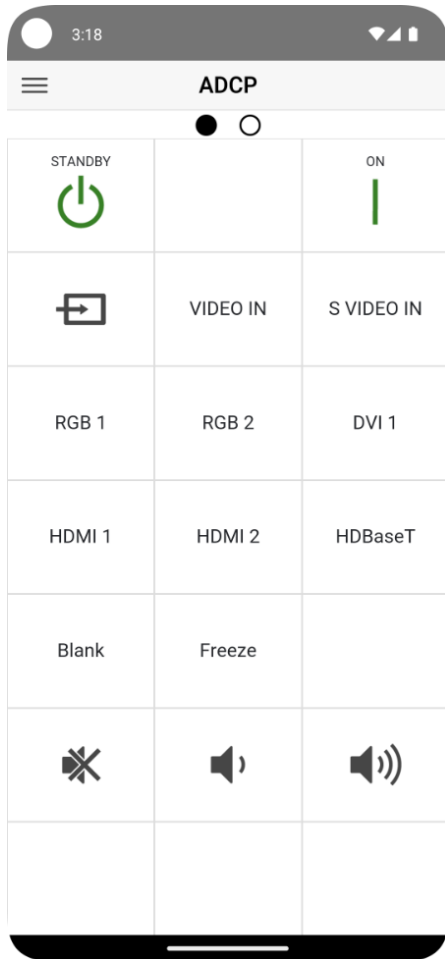 3:18
ADCP
STANDBY
ON
VIDEO IN
S VIDEO IN
RGB 1
RGB 2
DVI 1
HDMI 1
HDMI 2
HDBaseT
Blank
Freeze